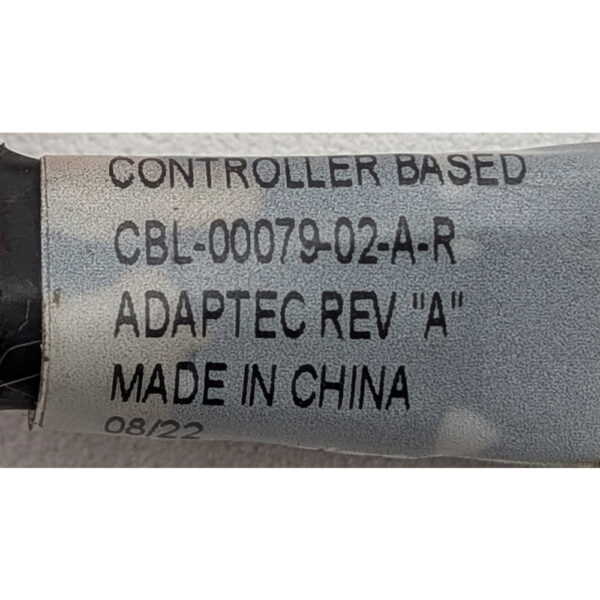 CONTROLLER BASED
CBL-00079-02-A-R
ADAPTEC REV "A"
MADE IN CHINA
08/22